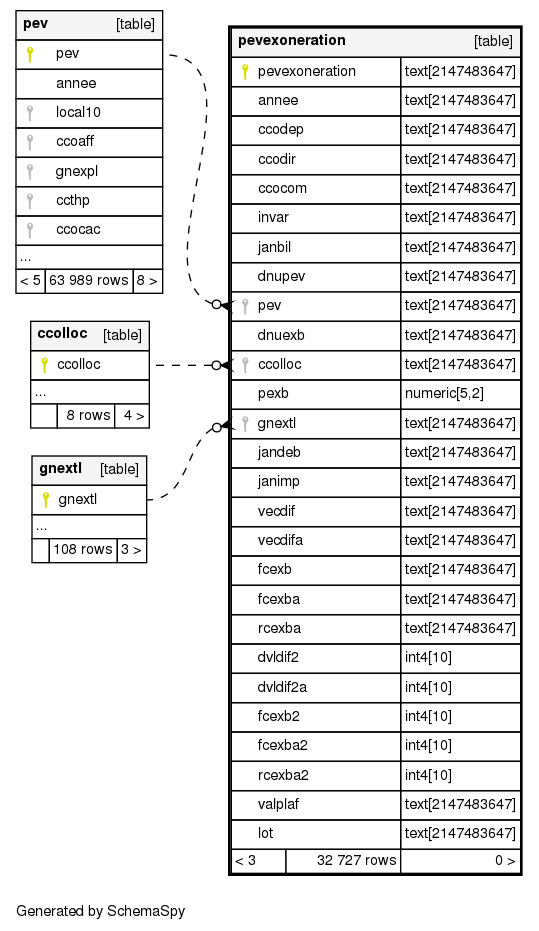 pev [table]
pev
annee
local10
ccoaff
gnexpl
ccthp
ccocac
...
< 5 63 989 rows 8 >
ccolloc [table]
ccolloc
...
8 rows 4 >
gnextl [table]
gnextl
...
108 rows 3 >
pevexoneration [table]
pevexoneration text[2147483647]
annee text[2147483647]
ccodep text[2147483647]
ccodir text[2147483647]
ccocom text[2147483647]
invar text[2147483647]
janbil text[2147483647]
dnupev text[2147483647]
pev text[2147483647]
dnuexb text[2147483647]
ccolloc text[2147483647]
pexb numeric[5,2]
gnextl text[2147483647]
jandeb text[2147483647]
janimp text[2147483647]
vecdif text[2147483647]
vecdifa text[2147483647]
fcexb text[2147483647]
fcexba text[2147483647]
rcexba text[2147483647]
dvldif2 int4[10]
dvldif2a int4[10]
fcexb2 int4[10]
fcexba2 int4[10]
rcexba2 int4[10]
valplaf text[2147483647]
lot text[2147483647]
< 3 32 727 rows 0 >
Generated by SchemaSpy